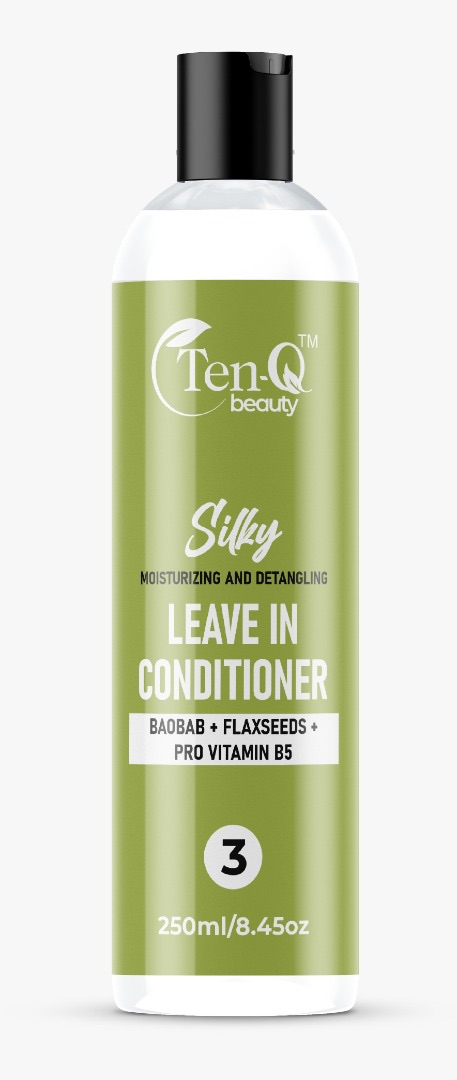 Ten-Q™
beauty
Silky
MOISTURIZING AND DETANGLING
LEAVE IN
CONDITIONER
BAOBAB + FLAXSEEDS +
PRO VITAMIN B5
3
250ml/8.45oz